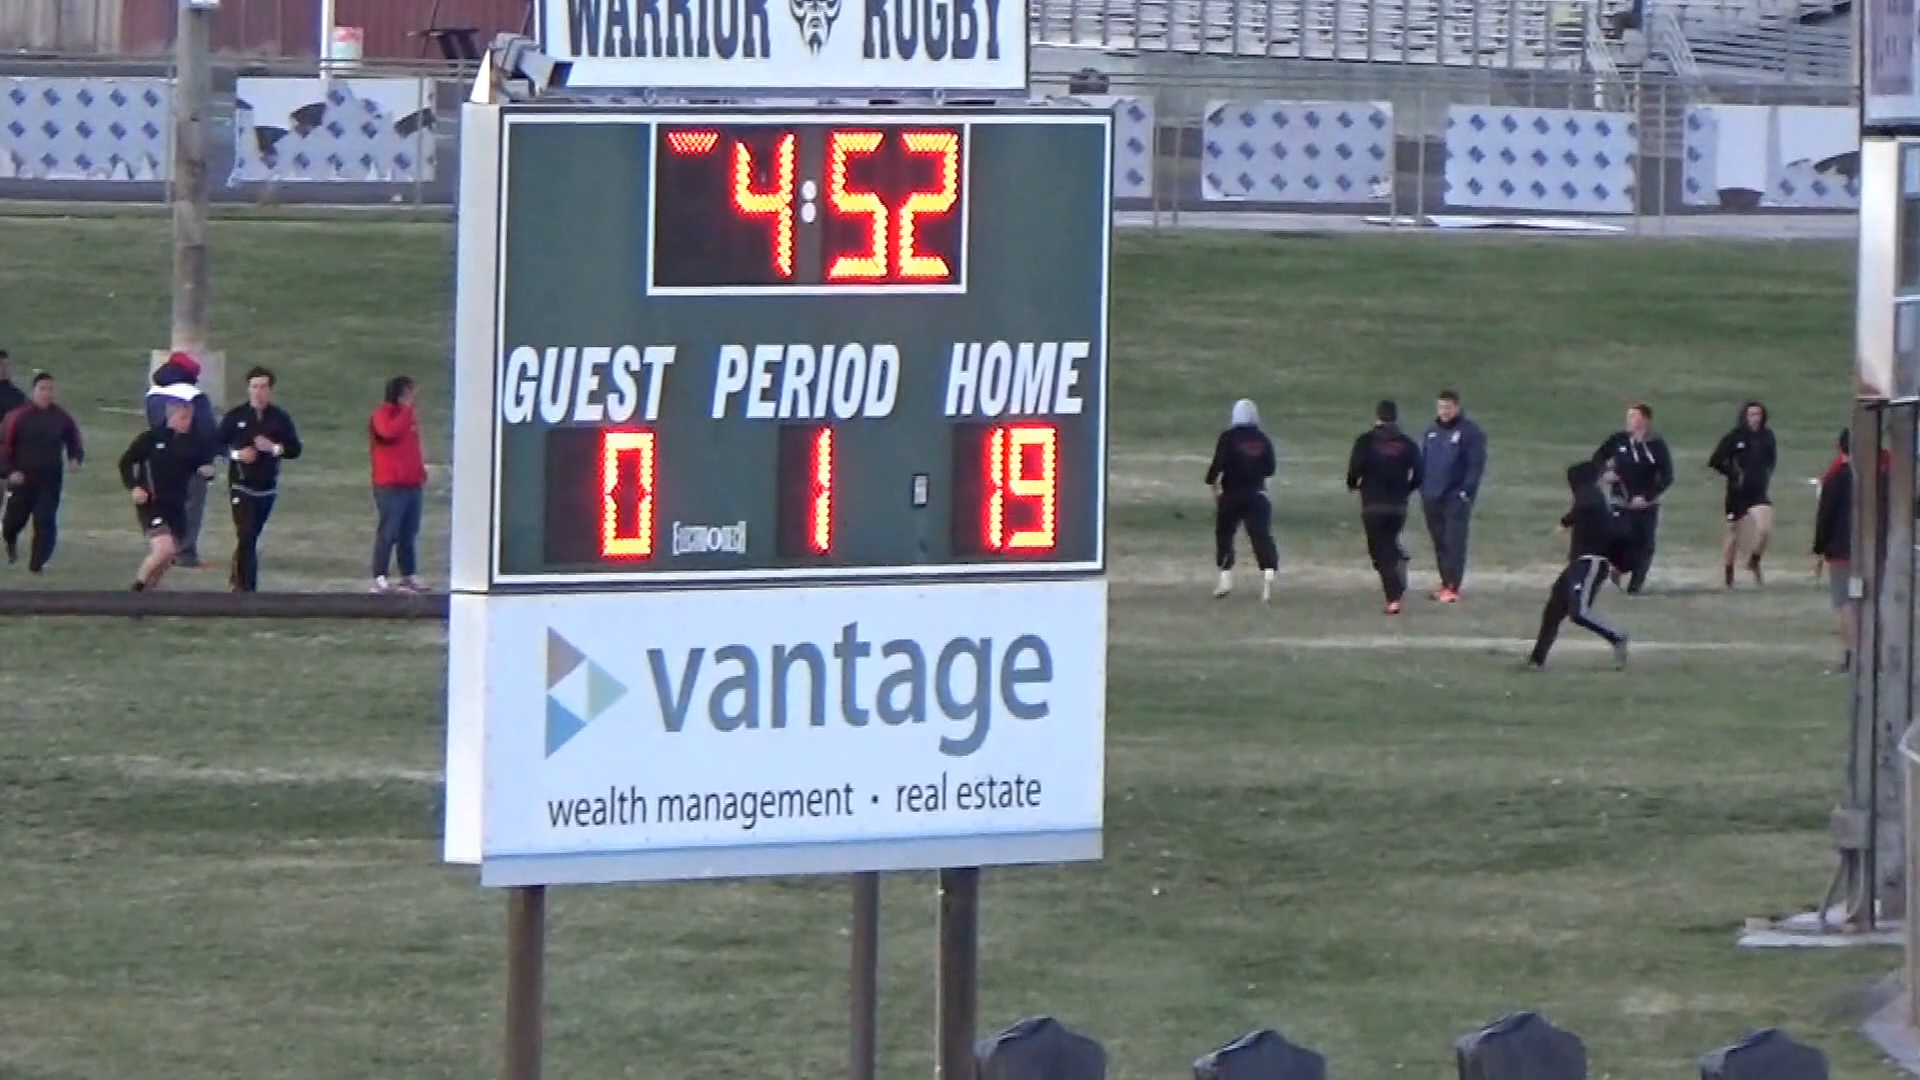 WARRIOR RUGBY
4:52
GUEST PERIOD HOME
0 1 19
vantage
wealth management · real estate